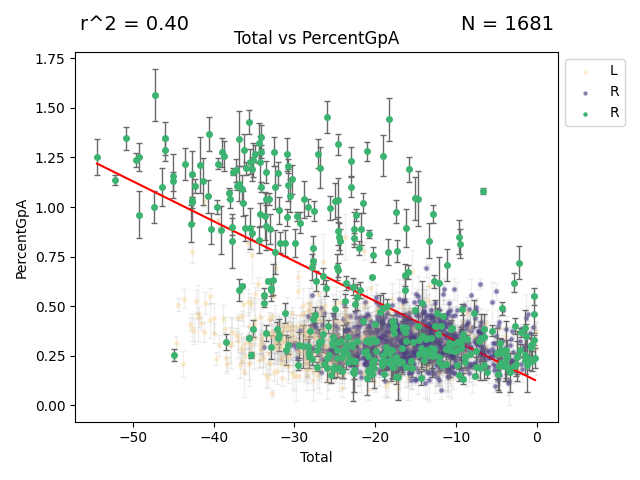 r^2 = 0.40 N = 1681
Total vs PercentGpA
1.75
1.50
1.25
1.00
0.75
0.50
0.25
0.00
PercentGpA
−50 −40 −30 −20 −10 0
Total
L
R
R